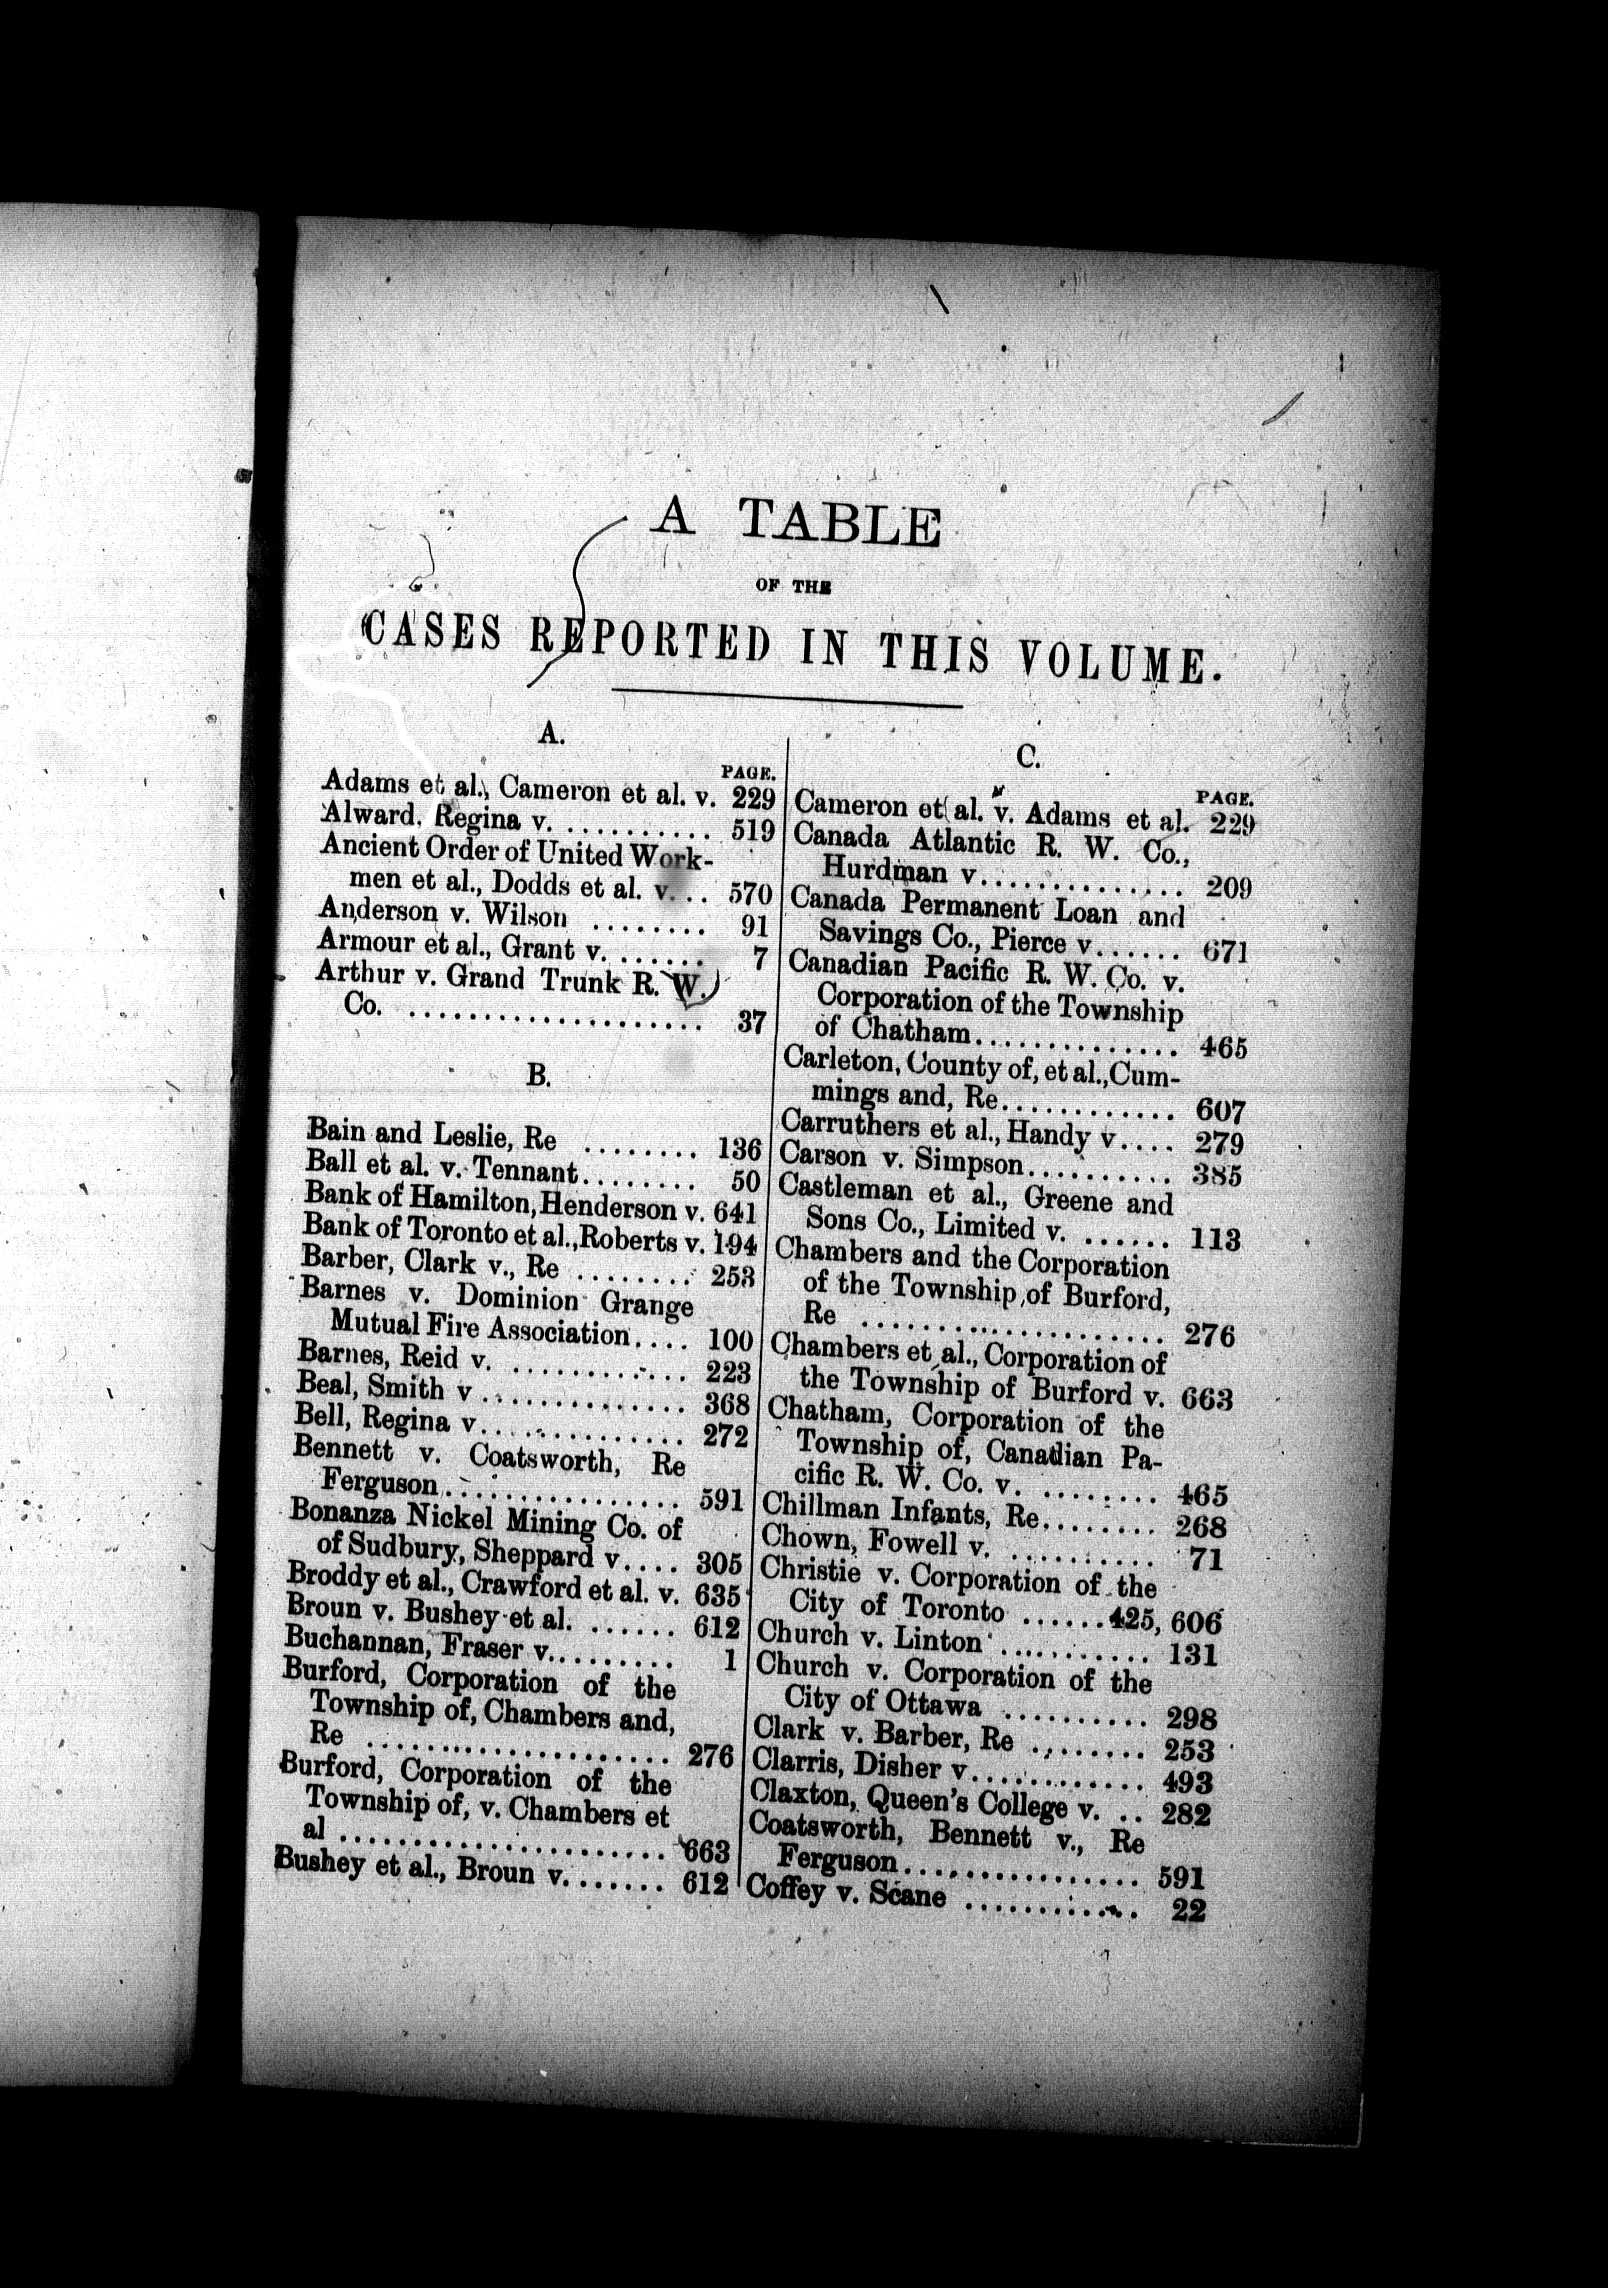 A TABLE
OF THE
CASES REPORTED IN THIS VOLUME.
A.
PAGE.
Adams et al., Cameron et al. v. 229
Alward, Regina v. .......... 519
Ancient Order of United Work-
men et al., Dodds et al. v. .. 570
Anderson v. Wilson ........ 91
Armour et al., Grant v. ...... 7
Arthur v. Grand Trunk R. W.
Co. .................... 37
B.
Bain and Leslie, Re ........ 136
Ball et al. v. Tennant........ 50
Bank of Hamilton, Henderson v. 641
Bank of Toronto et al., Roberts v. 194
Barber, Clark v., Re ........ 253
Barnes v. Dominion Grange
Mutual Fire Association.... 100
Barnes, Reid v. ............ 223
Beal, Smith v .............. 368
Bell, Regina v.............. 272
Bennett v. Coatsworth, Re
Ferguson................ 591
Bonanza Nickel Mining Co. of
of Sudbury, Sheppard v.... 305
Broddy et al., Crawford et al. v. 635
Broun v. Bushey et al. ...... 612
Buchannan, Fraser v......... 1
Burford, Corporation of the
Township of, Chambers and,
Re ..................... 276
Burford, Corporation of the
Township of, v. Chambers et
al ...................... 663
Bushey et al., Broun v....... 612
C.
PAGE.
Cameron et al. v. Adams et al. 229
Canada Atlantic R. W. Co.,
Hurdman v.............. 209
Canada Permanent Loan and
Savings Co., Pierce v...... 671
Canadian Pacific R. W. Co. v.
Corporation of the Township
of Chatham.............. 465
Carleton, County of, et al., Cum-
mings and, Re............ 607
Carruthers et al., Handy v.... 279
Carson v. Simpson.......... 385
Castleman et al., Greene and
Sons Co., Limited v. ...... 113
Chambers and the Corporation
of the Township of Burford,
Re ..................... 276
Chambers et al., Corporation of
the Township of Burford v. 663
Chatham, Corporation of the
Township of, Canadian Pa-
cific R. W. Co. v. ........ 465
Chillman Infants, Re........ 268
Chown, Fowell v. .......... 71
Christie v. Corporation of the
City of Toronto ......425, 606
Church v. Linton ........... 131
Church v. Corporation of the
City of Ottawa .......... 298
Clark v. Barber, Re ........ 253
Clarris, Disher v............ 493
Claxton, Queen's College v. .. 282
Coatsworth, Bennett v., Re
Ferguson................ 591
Coffey v. Scane ............ 22